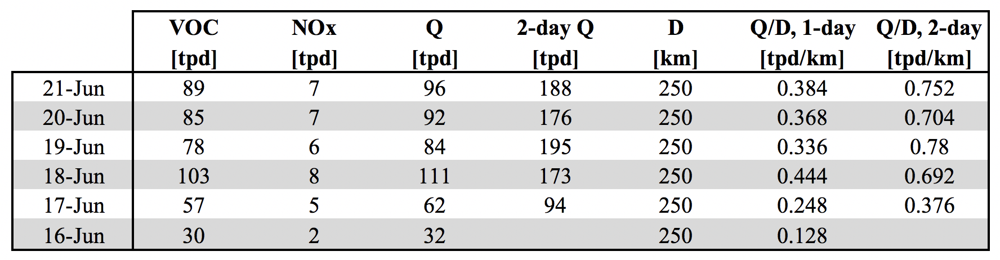 VOC NOx Q 2-day Q D Q/D, 1-day Q/D, 2-day
[tpd] [tpd] [tpd] [tpd] [km] [tpd/km] [tpd/km]
21-Jun 89 7 96 188 250 0.384 0.752
20-Jun 85 7 92 176 250 0.368 0.704
19-Jun 78 6 84 195 250 0.336 0.78
18-Jun 103 8 111 173 250 0.444 0.692
17-Jun 57 5 62 94 250 0.248 0.376
16-Jun 30 2 32 250 0.128